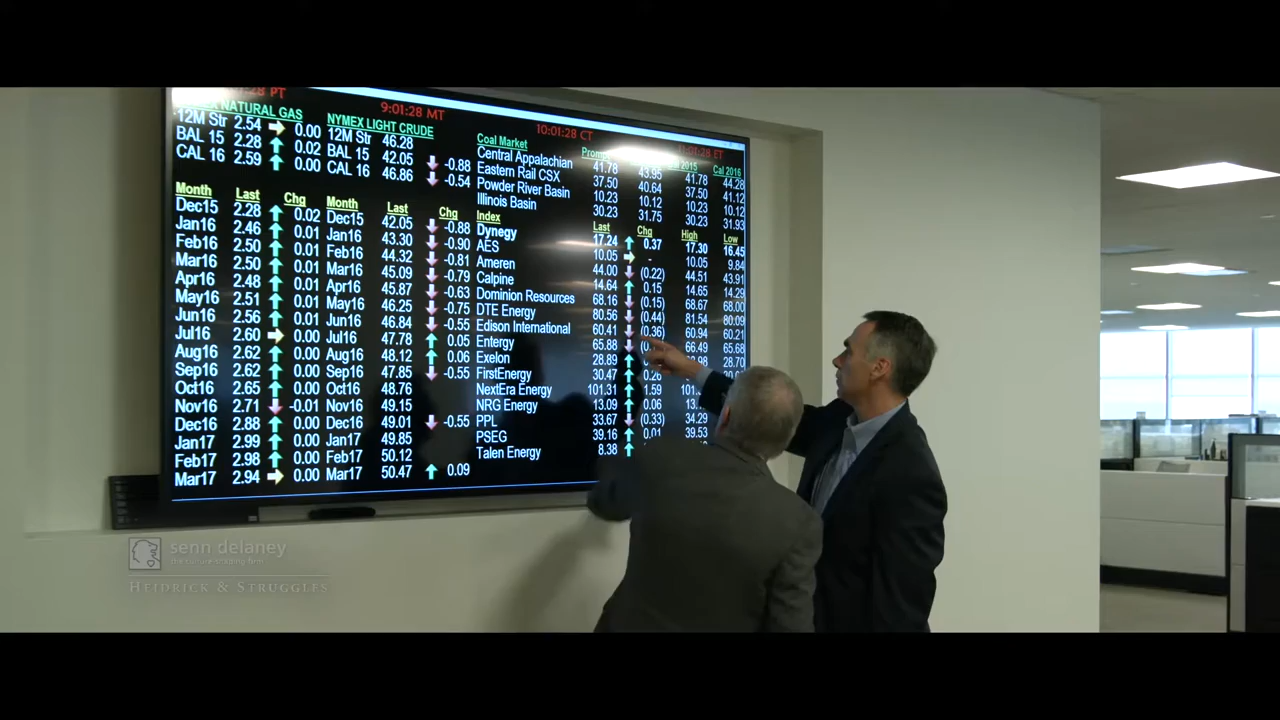 :28 PT
9:01:28 MT
10:01:28 CT
:01:28 ET
NATURAL GAS
12M Str 2.54 0.00
BAL 15 2.28 0.02
CAL 16 2.59 0.00
NYMEX LIGHT CRUDE
12M Str 46.28
BAL 15 42.05 -0.88
CAL 16 46.86 -0.54
Month Last Chg
Dec15 2.28 0.02
Jan16 2.46 0.01
Feb16 2.50 0.01
Mar16 2.50 0.01
Apr16 2.48 0.01
May16 2.51 0.01
Jun16 2.56 0.01
Jul16 2.60 0.00
Aug16 2.62 0.00
Sep16 2.62 0.00
Oct16 2.65 0.00
Nov16 2.71 -0.01
Dec16 2.88 0.00
Jan17 2.99 0.00
Feb17 2.98 0.00
Mar17 2.94 0.00
Month Last Chg
Dec15 42.05 -0.88
Jan16 43.30 -0.90
Feb16 44.32 -0.81
Mar16 45.09 -0.79
Apr16 45.87 -0.63
May16 46.25 -0.75
Jun16 46.84 -0.55
Jul16 47.78 0.05
Aug16 48.12 0.06
Sep16 47.85 -0.55
Oct16 48.76
Nov16 49.15
Dec16 49.01 -0.55
Jan17 49.85
Feb17 50.12
Mar17 50.47 0.09
Coal Market Prompt 2015 Cal 2016
Central Appalachian 41.78 43.95 41.78 44.28
Eastern Rail CSX 37.50 40.64 37.50 41.12
Powder River Basin 10.23 10.12 10.23 10.12
Illinois Basin 30.23 31.75 30.23 31.93
Index Last Chg High Low
Dynegy 17.24 0.37 17.30 16.45
AES 10.05 - 10.05 9.84
Ameren 44.00 (0.22) 44.51 43.91
Calpine 14.64 0.15 14.65 14.29
Dominion Resources 68.16 (0.15) 68.67 68.00
DTE Energy 80.56 (0.44) 81.54 80.09
Edison International 60.41 (0.36) 60.94 60.21
Entergy 65.88 66.49 65.68
Exelon 28.89 28.70
FirstEnergy 30.47 0.26
NextEra Energy 101.31 1.59
NRG Energy 13.09 0.06
PPL 33.67 (0.33) 34.29
PSEG 39.16 0.01 39.53
Talen Energy 8.38
senn delaney
the culture-shaping firm
Heidrick & Struggles